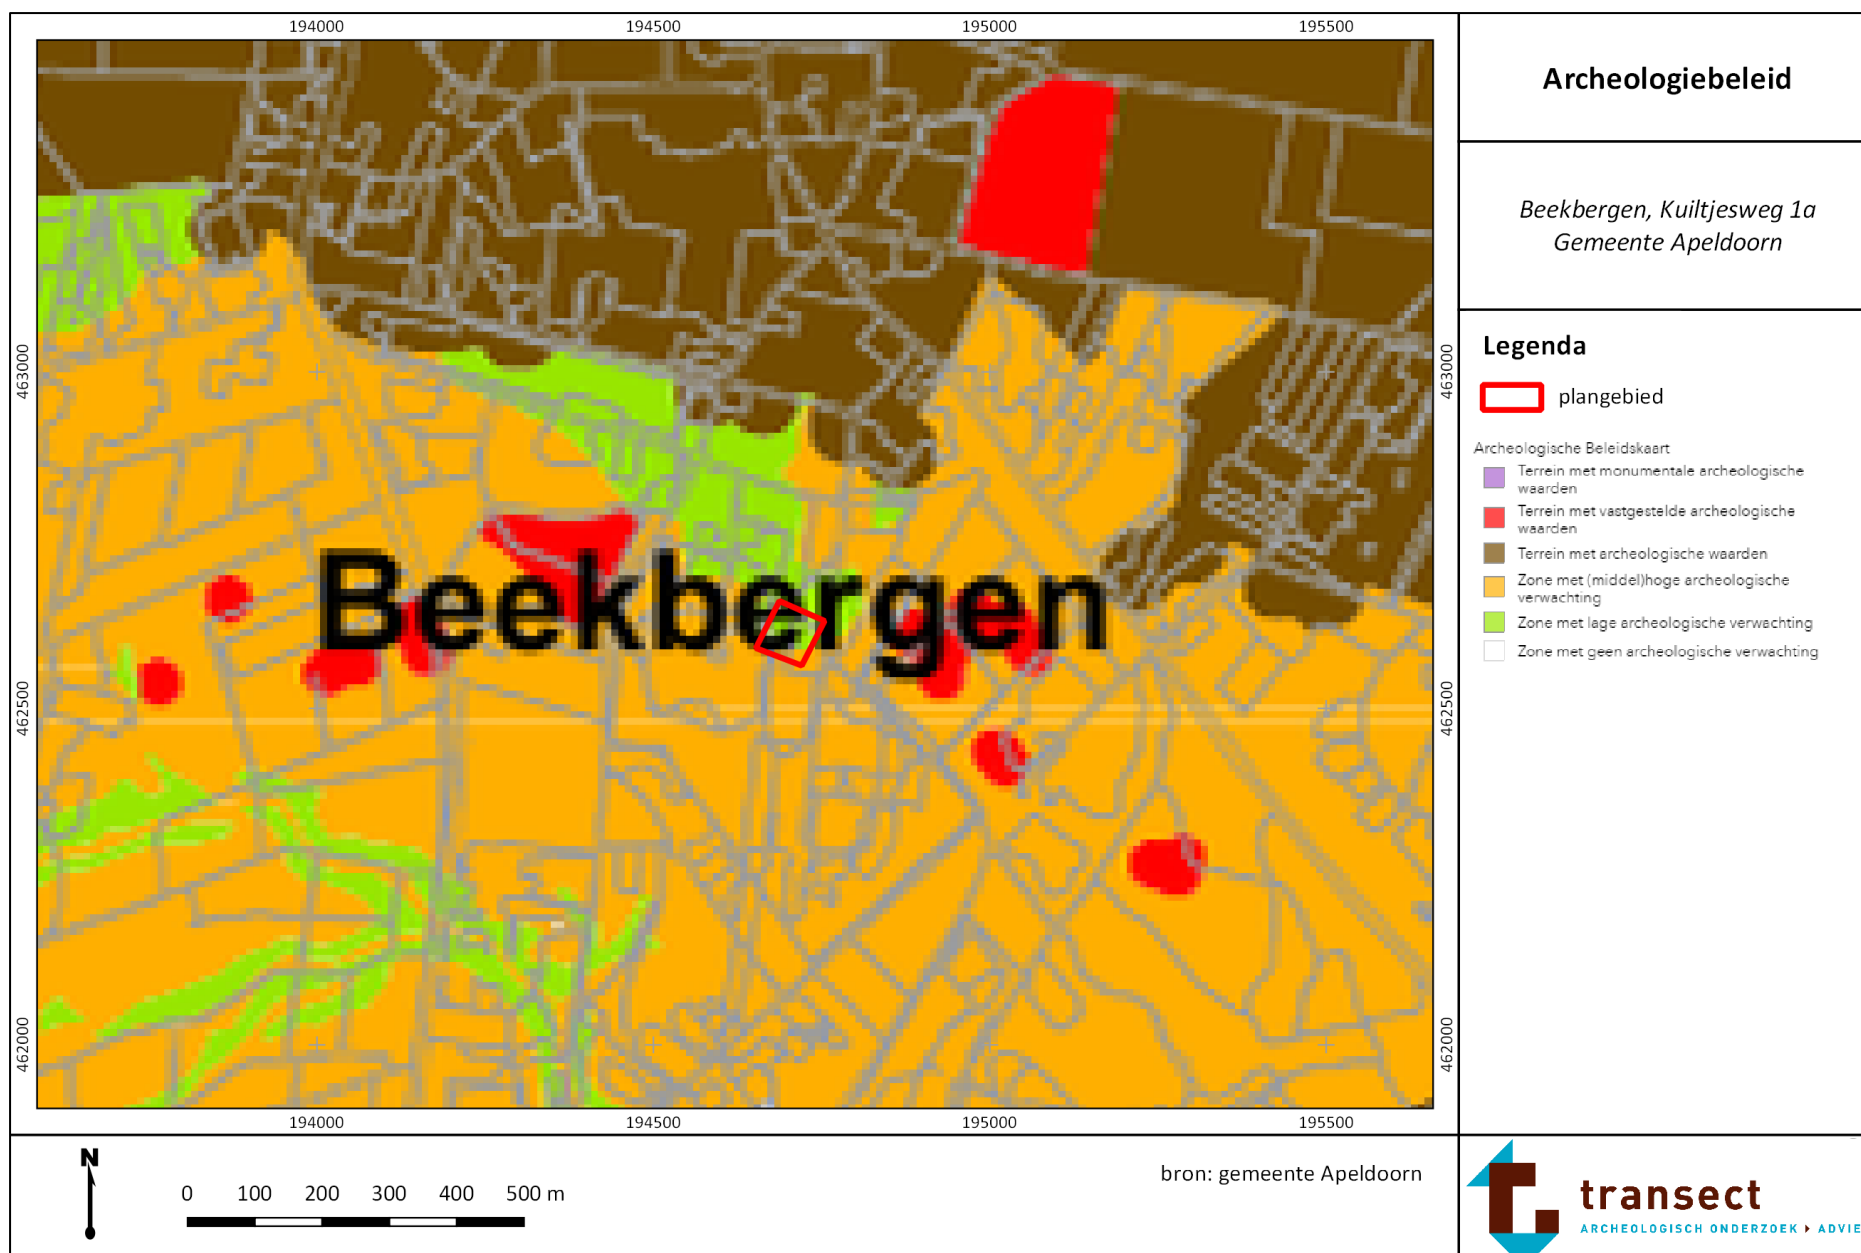 194000 194500 195000 195500
463000
462500
462000
Beekbergen
463000
462500
462000
194000 194500 195000 195500
Archeologiebeleid
Beekbergen, Kuiltjesweg 1a
Gemeente Apeldoorn
Legenda
plangebied
Archeologische Beleidskaart
Terrein met monumentale archeologische
waarden
Terrein met vastgestelde archeologische
waarden
Terrein met archeologische waarden
Zone met (middel)hoge archeologische
verwachting
Zone met lage archeologische verwachting
Zone met geen archeologische verwachting
N
0 100 200 300 400 500 m
bron: gemeente Apeldoorn
transect
ARCHEOLOGISCH ONDERZOEK ADVIE